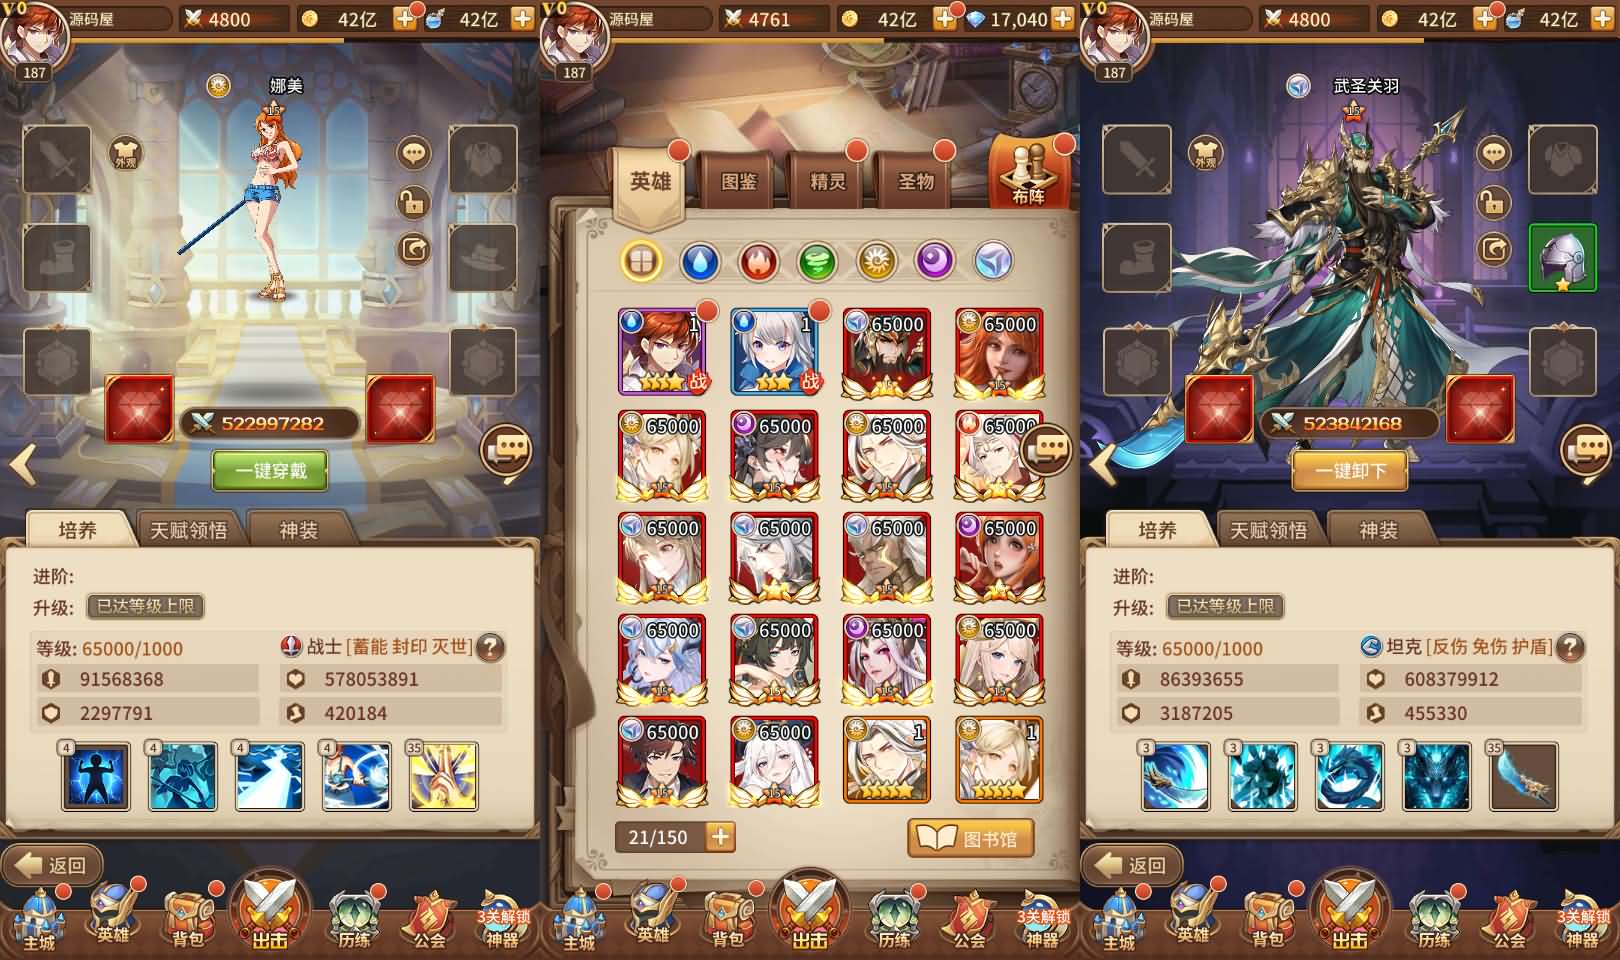 V0
源码屋
4800
42亿
42亿
187
娜美
15
外观
522997282
一键穿戴
培养
天赋领悟
神装
进阶:
升级:
已达等级上限
等级: 65000/1000
战士 [蓄能 封印 灭世]
?
91568368
578053891
2297791
420184
4
4
4
4
35
返回
主城
英雄
背包
出击
历练
公会
3关解锁
神器
V0
源码屋
4761
42亿
17,040
187
英雄
图鉴
精灵
圣物
布阵
1
战
1
战
65000
15
65000
15
65000
15
65000
15
65000
15
65000
65000
15
65000
65000
15
65000
15
65000
15
65000
15
65000
15
65000
15
65000
15
65000
15
1
1
21/150
图书馆
主城
英雄
背包
出击
历练
公会
3关解锁
神器
V0
源码屋
4800
42亿
42亿
187
武圣关羽
15
外观
523842168
一键卸下
培养
天赋领悟
神装
进阶:
升级:
已达等级上限
等级: 65000/1000
坦克 [反伤 免伤 护盾]
?
86393655
608379912
3187205
455330
3
3
3
3
35
返回
主城
英雄
背包
出击
历练
公会
3关解锁
神器